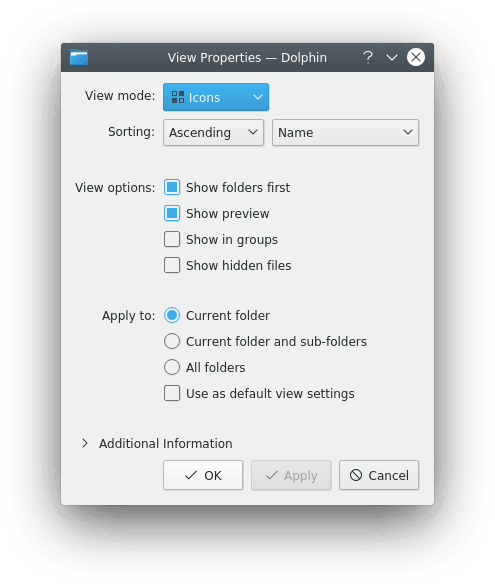 View Properties — Dolphin ?
View mode: Icons
Sorting: Ascending Name
View options: Show folders first
Show preview
Show in groups
Show hidden files
Apply to: Current folder
Current folder and sub-folders
All folders
Use as default view settings
Additional Information
OK Apply Cancel